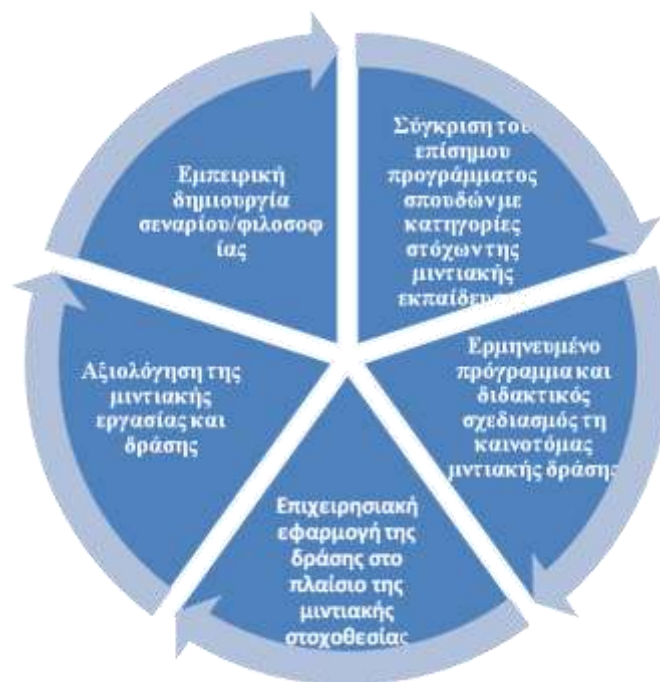 Σύγκριση του
επίσημου
προγράμματος
σπουδών με
κατηγορίες
στόχων της
μιντιακής
εκπαίδευσης
Ερμηνευμένο
πρόγραμμα και
διδακτικός
σχεδιασμός τη
καινοτόμας
μντιακής δράσης
Επιχειρησιακή
εφαρμογή της
δράσης στο
πλαίσιο της
μιντιακής
στοχοθεσίας
Αξιολόγηση της
μιντιακής
εργασίας και
δράσης
Εμπειρική
δημιουργία
σεναρίου/φιλοσοφ
ίας